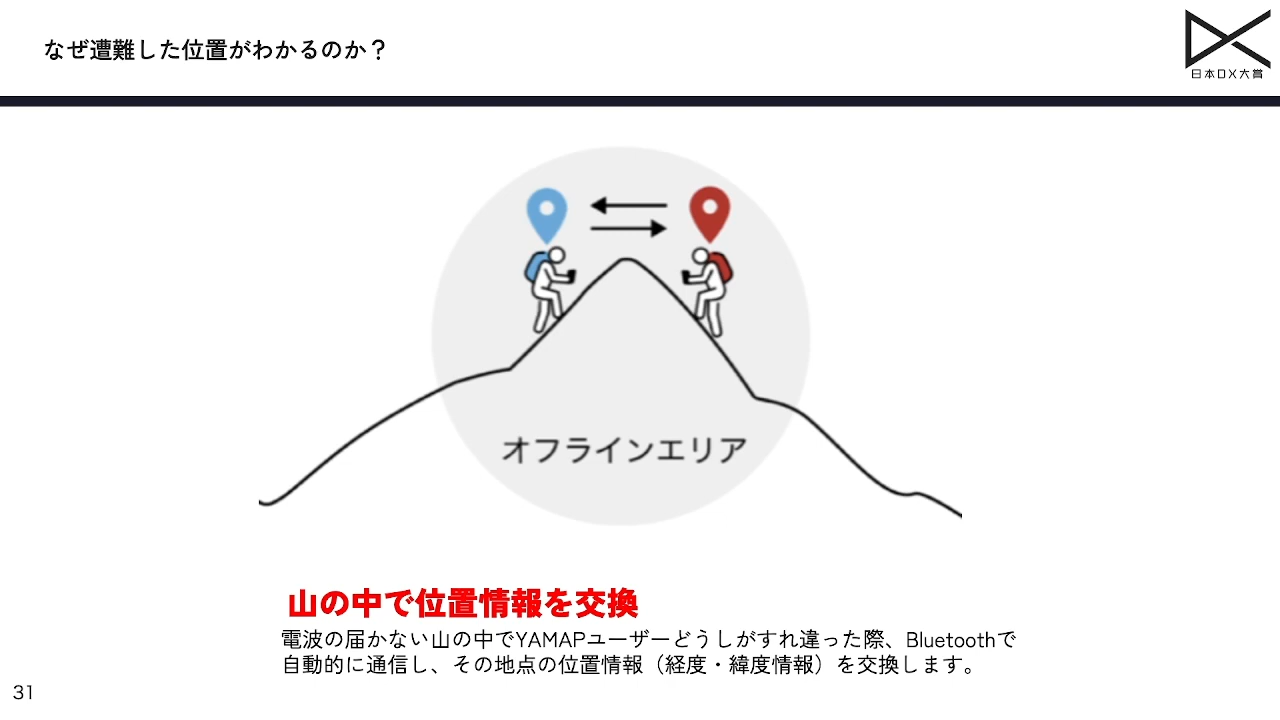 なぜ遭難した位置がわかるのか？
日本DX大賞
オフラインエリア
山の中で位置情報を交換
電波の届かない山の中でYAMAPユーザーどうしがすれ違った際、Bluetoothで
自動的に通信し、その地点の位置情報（経度・緯度情報）を交換します。
31